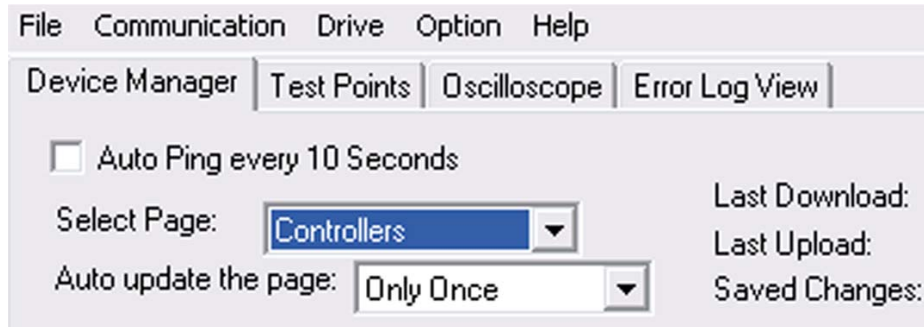 File Communication Drive Option Help
Device Manager Test Points Oscilloscope Error Log View
Auto Ping every 10 Seconds
Select Page: Controllers
Auto update the page: Only Once
Last Download:
Last Upload:
Saved Changes: